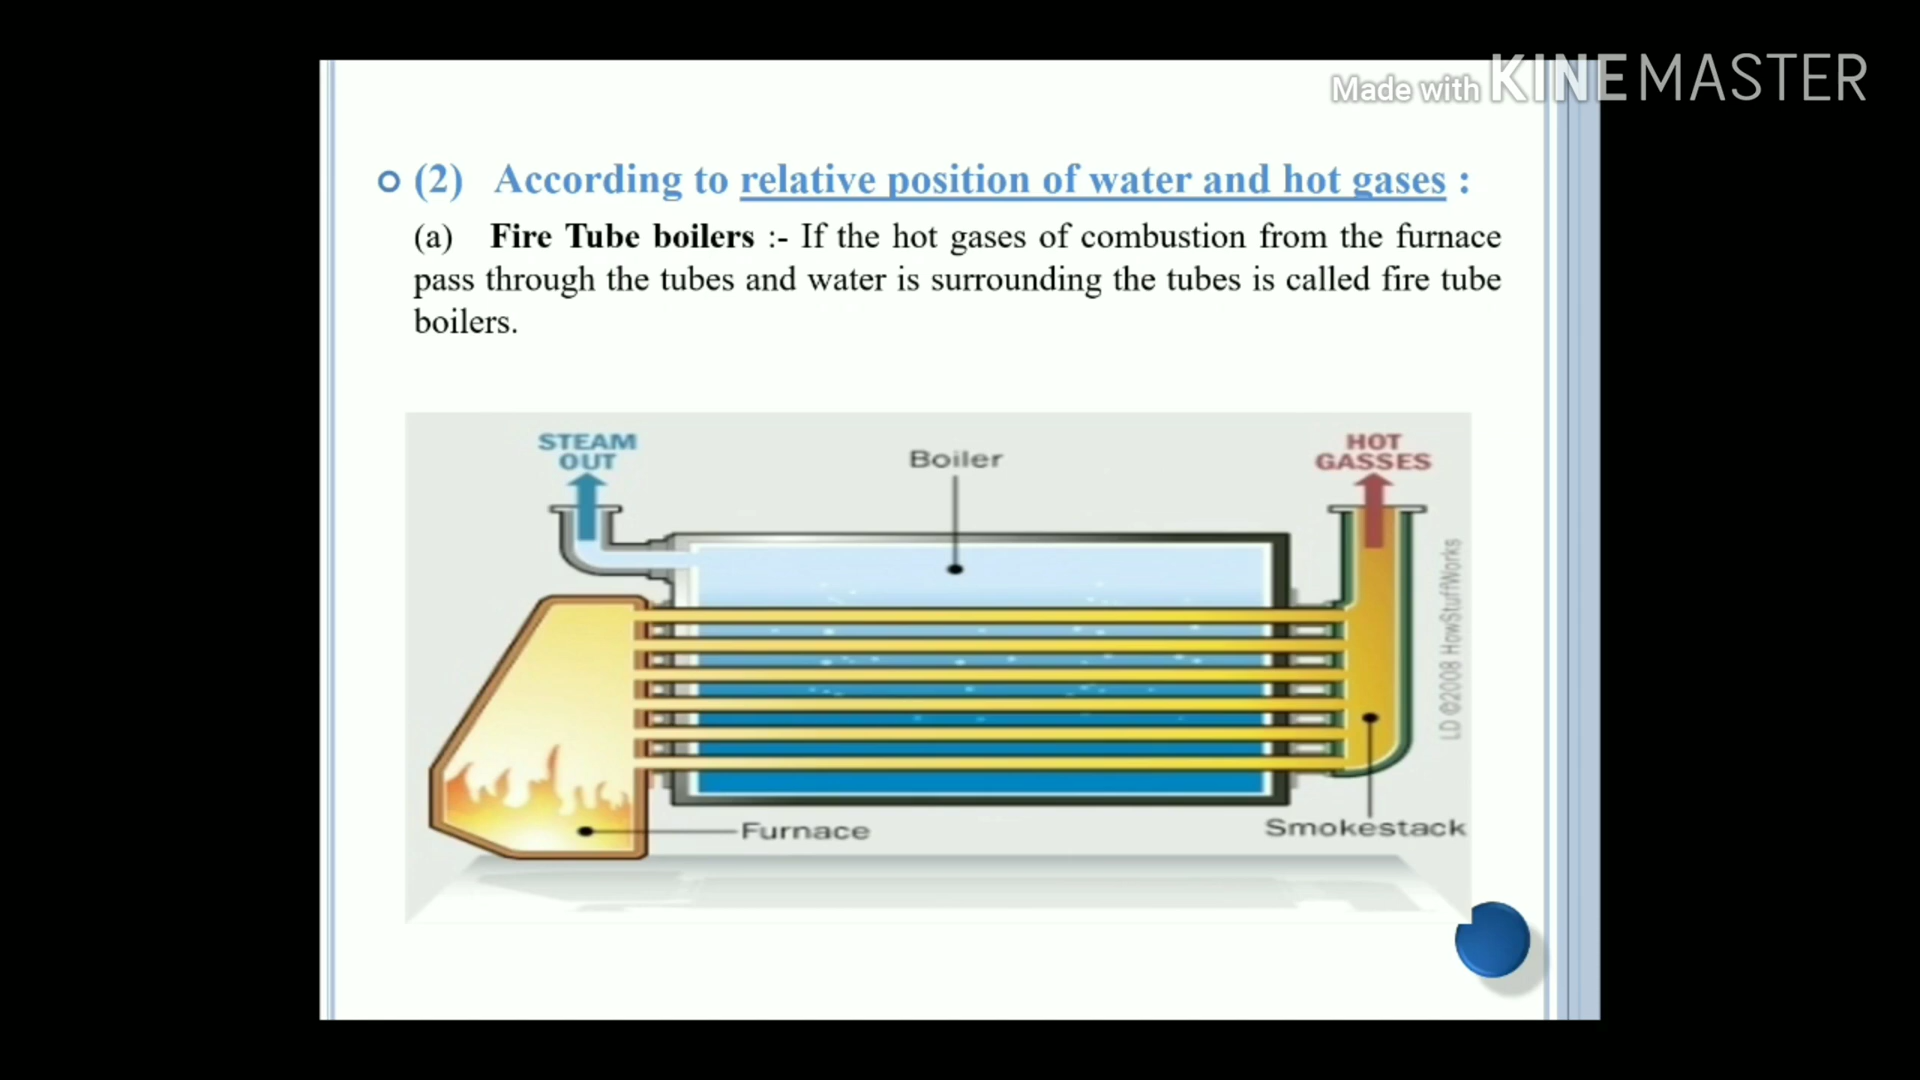 Made with KINEMASTER
(2) According to relative position of water and hot gases :
(a) Fire Tube boilers :- If the hot gases of combustion from the furnace
pass through the tubes and water is surrounding the tubes is called fire tube
boilers.
STEAM
OUT
Boiler
HOT
GASSES
LD ©2008 HowStuffWorks
Furnace
Smokestack